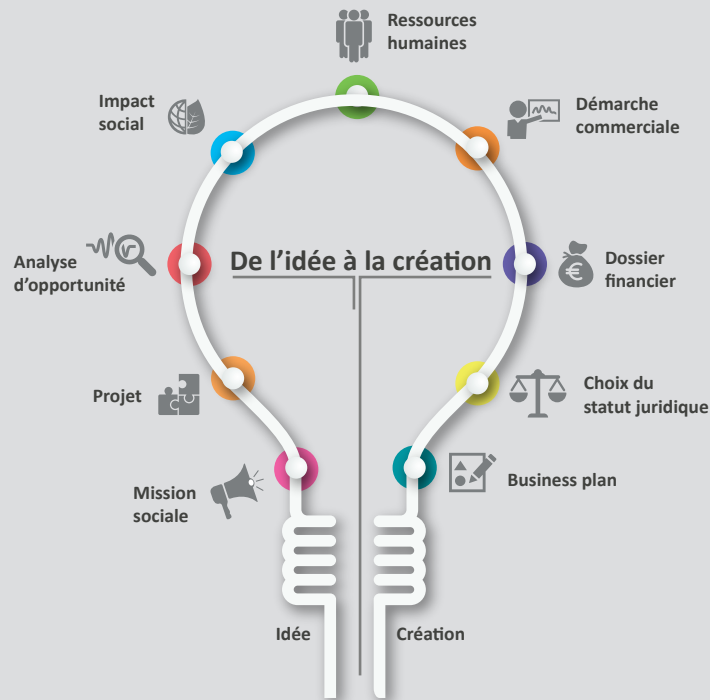 Ressources
humaines
Impact
social
Démarche
commerciale
De l’idée à la création
Analyse
d’opportunité
Dossier
financier
Projet
Choix du
statut juridique
Mission
sociale
Business plan
Idée
Création